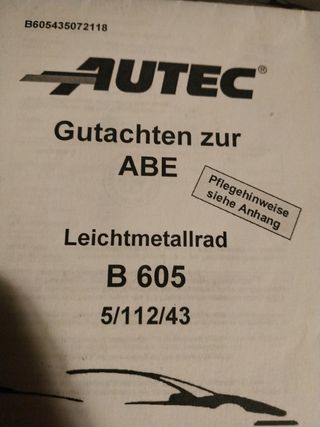 B605435072118
AUTEC®
Gutachten zur
ABE
Pflegehinweise
siehe Anhang
Leichtmetallrad
B 605
5/112/43